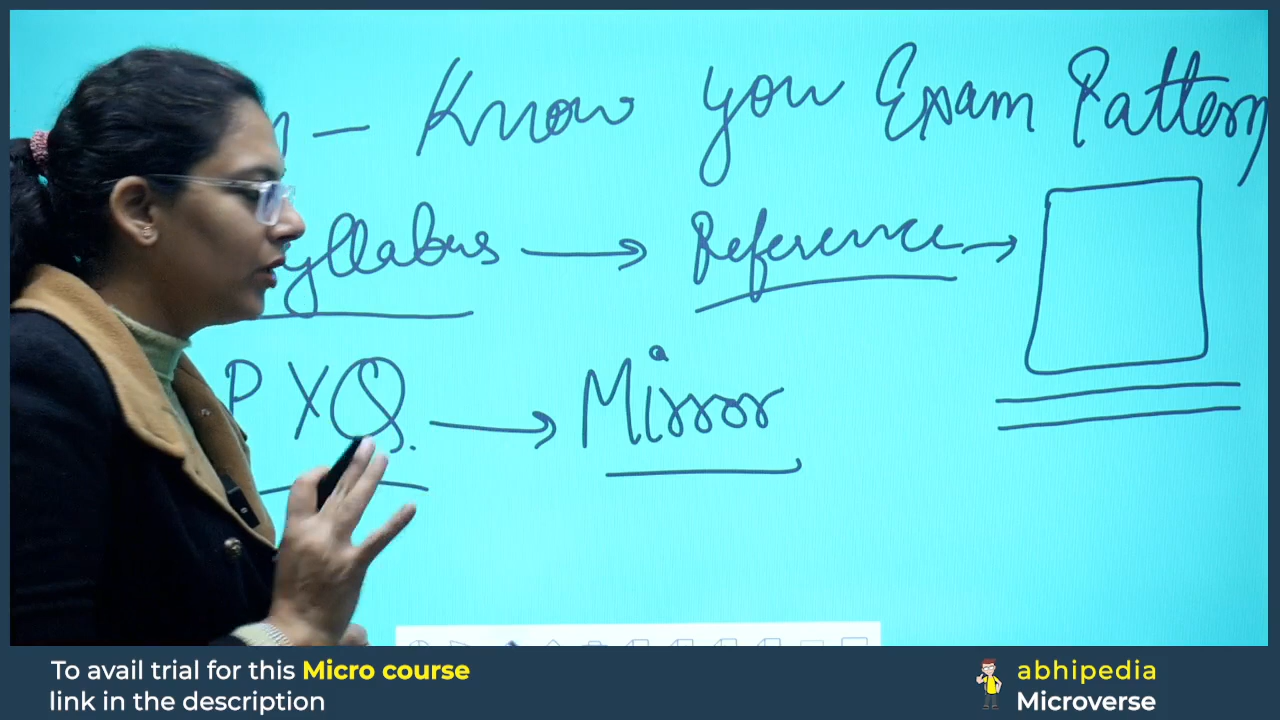 — Know you Exam Pattern
yllabus → Reference →
PYQ. → Mirror
To avail trial for this Micro course
link in the description
abhipedia
Microverse